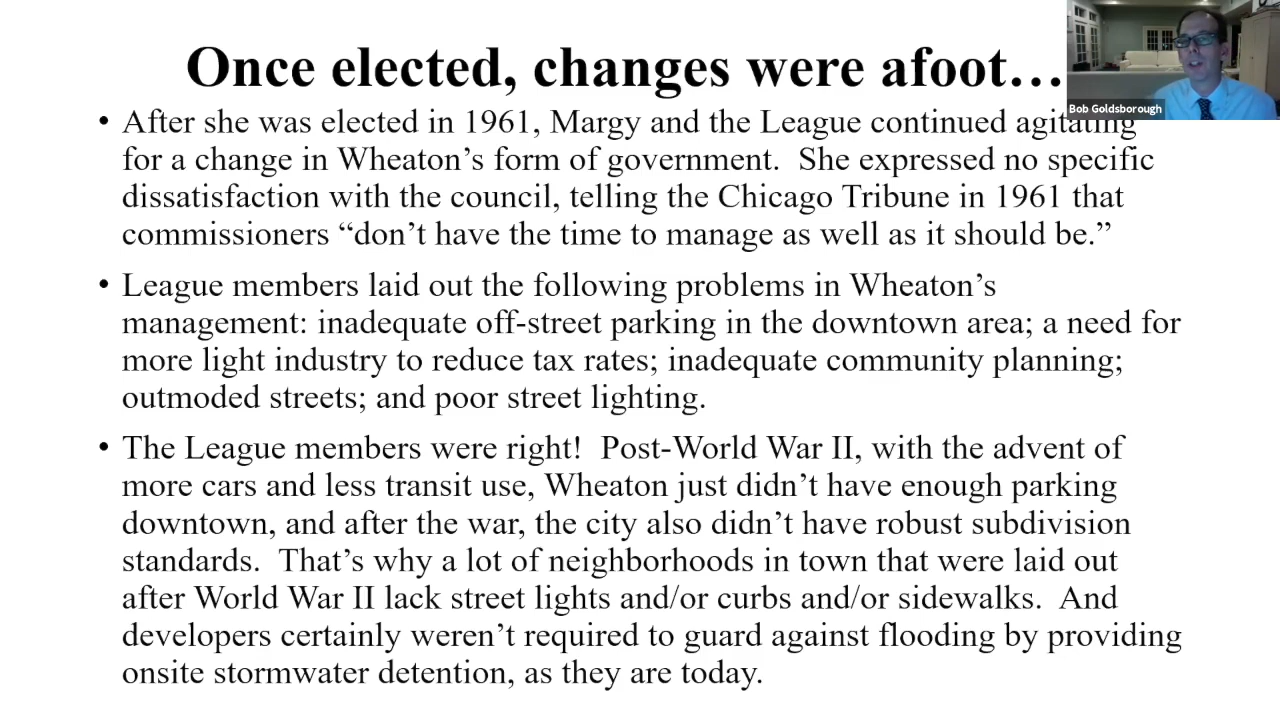 Once elected, changes were afoot…
Bob Goldsborough
• After she was elected in 1961, Margy and the League continued agitating
for a change in Wheaton’s form of government.  She expressed no specific
dissatisfaction with the council, telling the Chicago Tribune in 1961 that
commissioners “don’t have the time to manage as well as it should be.”
• League members laid out the following problems in Wheaton’s
management: inadequate off-street parking in the downtown area; a need for
more light industry to reduce tax rates; inadequate community planning;
outmoded streets; and poor street lighting.
• The League members were right!  Post-World War II, with the advent of
more cars and less transit use, Wheaton just didn’t have enough parking
downtown, and after the war, the city also didn’t have robust subdivision
standards.  That’s why a lot of neighborhoods in town that were laid out
after World War II lack street lights and/or curbs and/or sidewalks.  And
developers certainly weren’t required to guard against flooding by providing
onsite stormwater detention, as they are today.